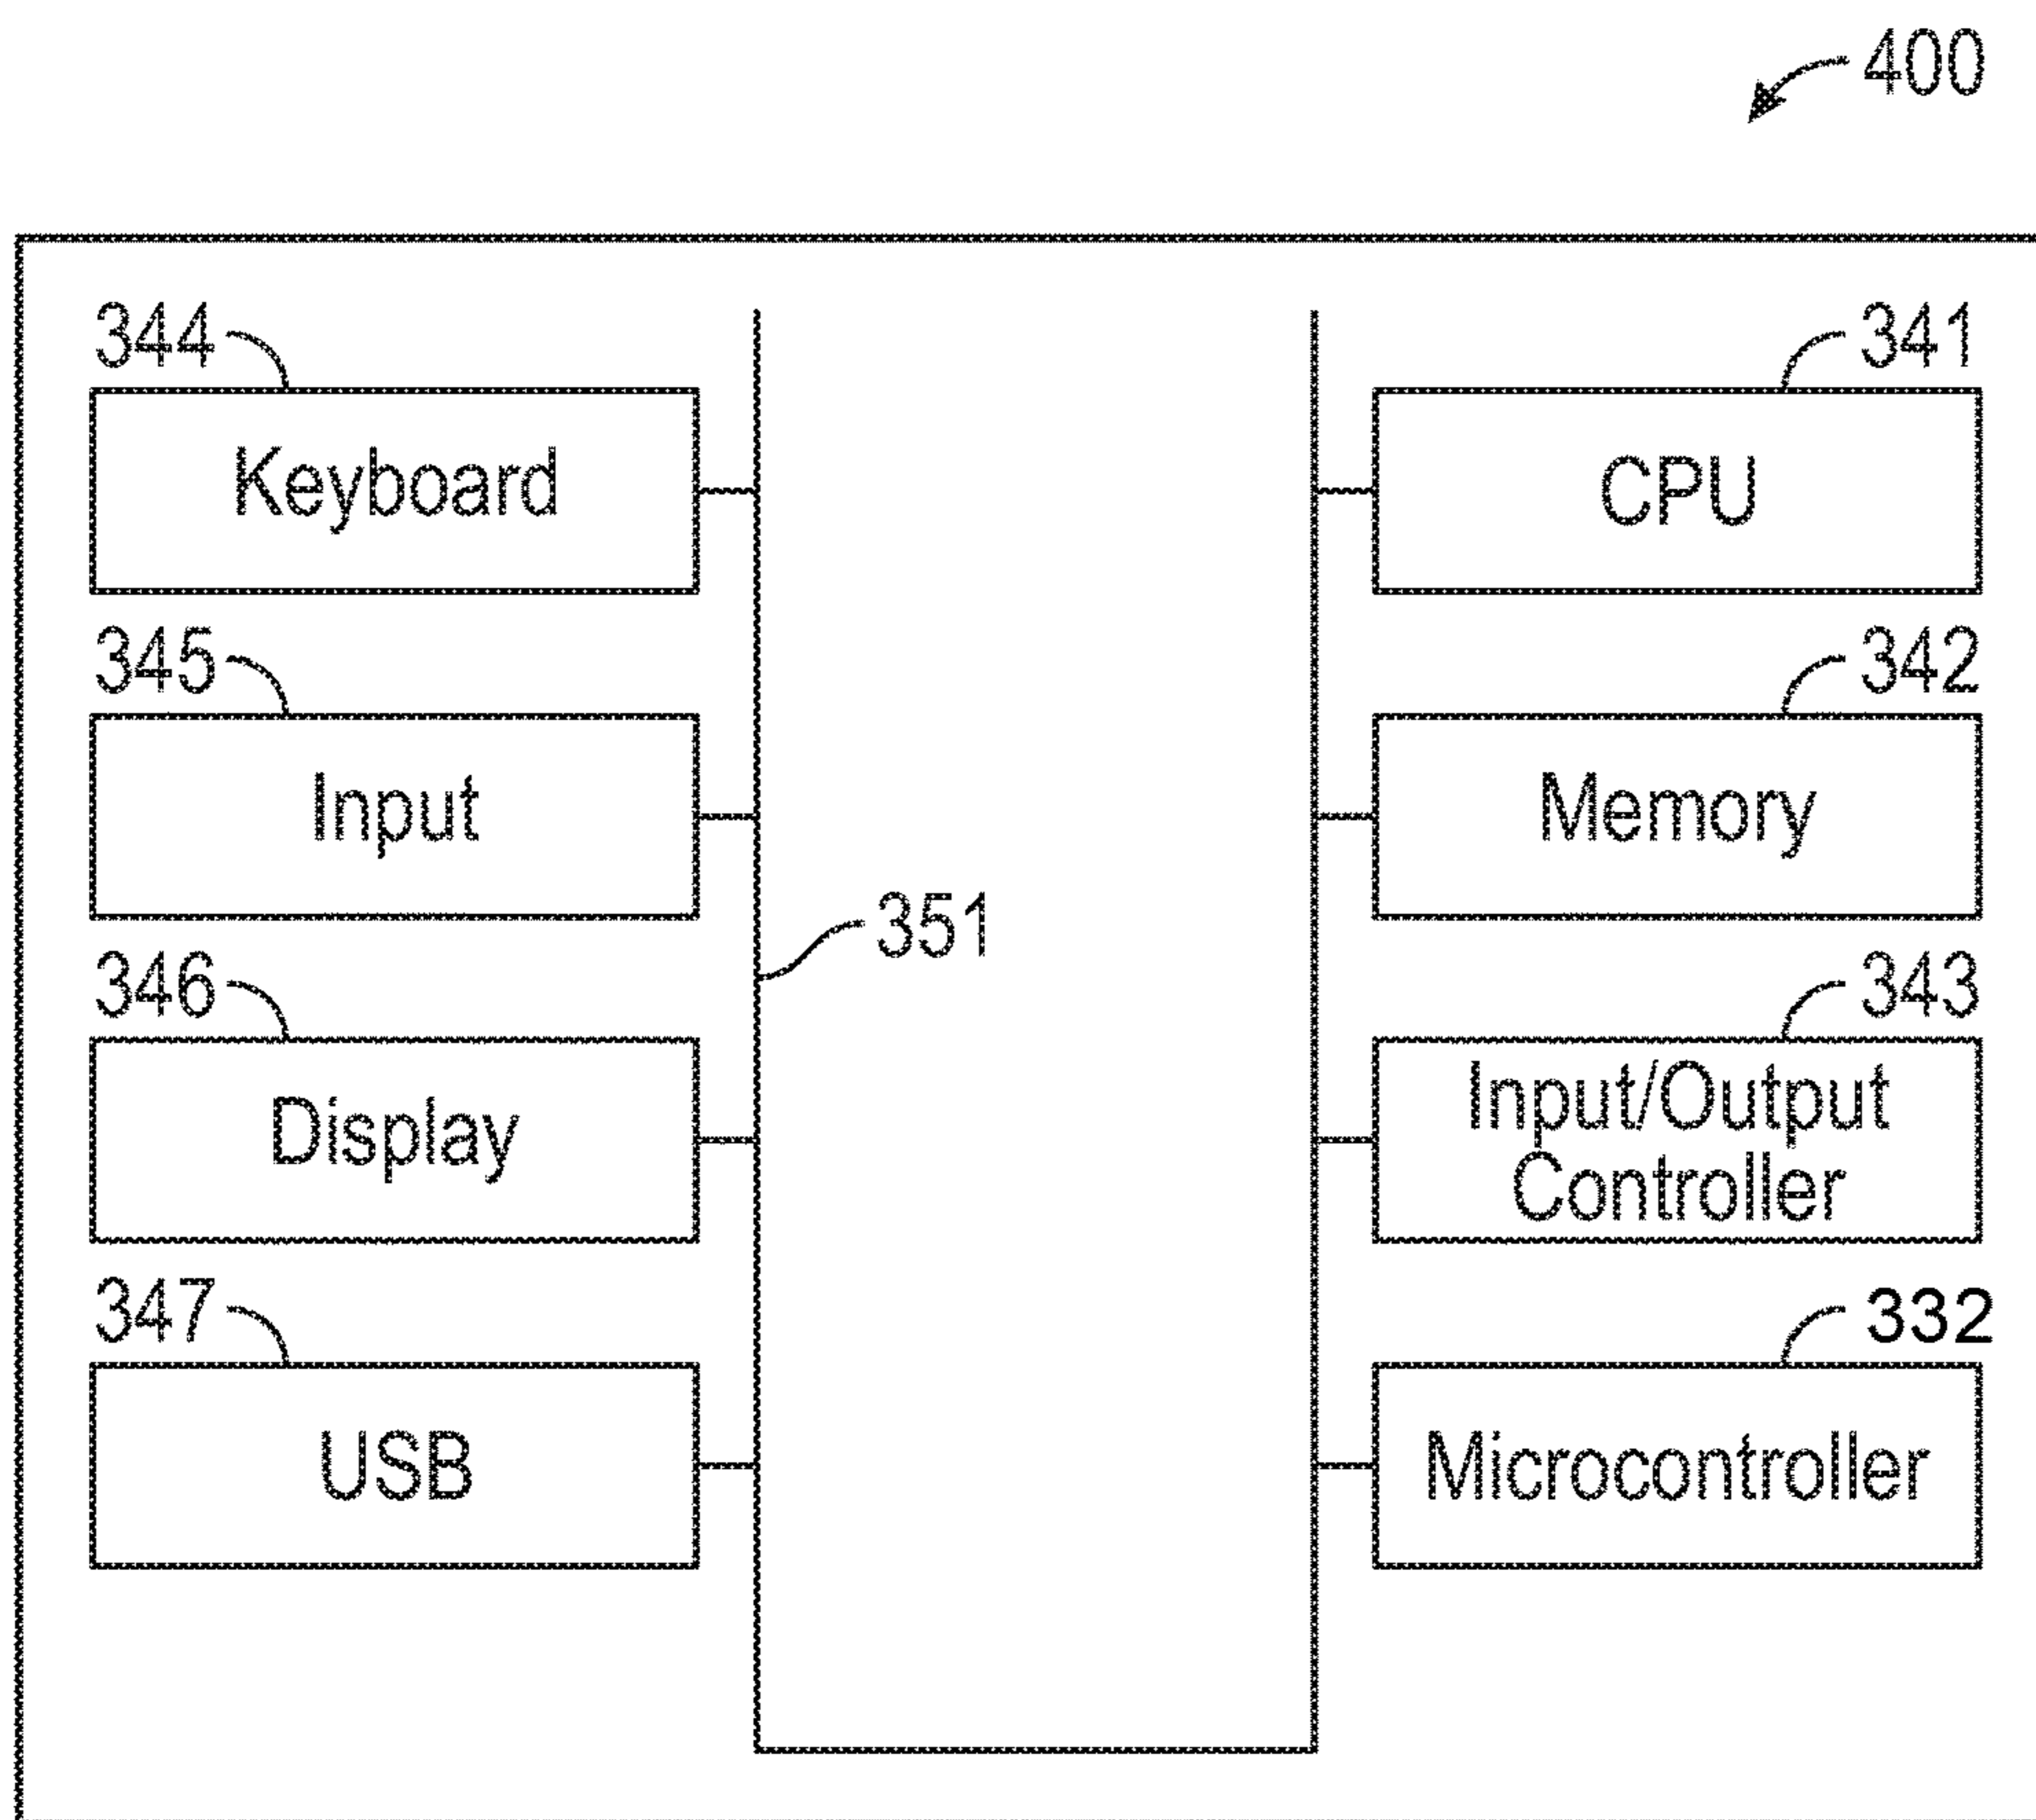 400
344
Keyboard
341
CPU
345
Input
342
Memory
351
346
Display
343
Input/Output
Controller
347
USB
332
Microcontroller